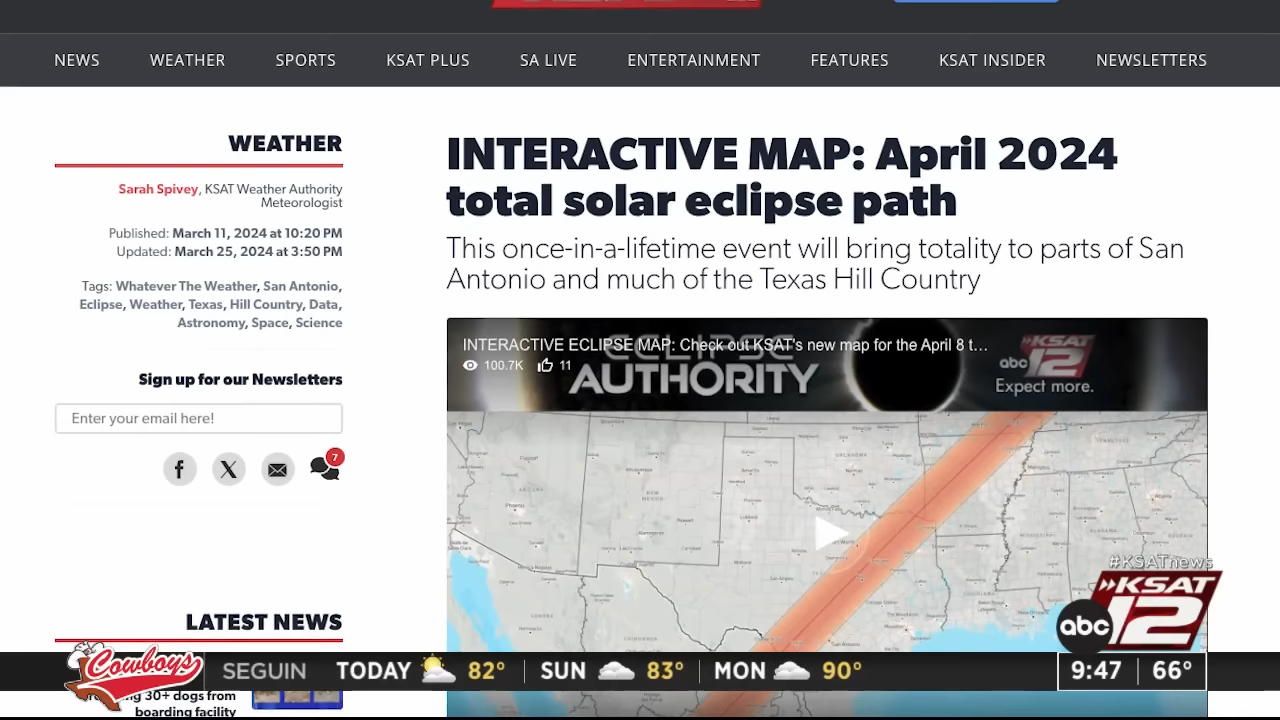 NEWS WEATHER SPORTS KSAT PLUS SA LIVE ENTERTAINMENT FEATURES KSAT INSIDER NEWSLETTERS
WEATHER
Sarah Spivey, KSAT Weather Authority
Meteorologist
Published: March 11, 2024 at 10:20 PM
Updated: March 25, 2024 at 3:50 PM
Tags: Whatever The Weather, San Antonio,
Eclipse, Weather, Texas, Hill Country, Data,
Astronomy, Space, Science
Sign up for our Newsletters
Enter your email here!
7
LATEST NEWS
INTERACTIVE MAP: April 2024
total solar eclipse path
This once-in-a-lifetime event will bring totality to parts of San
Antonio and much of the Texas Hill Country
INTERACTIVE ECLIPSE MAP: Check out KSAT's new map for the April 8 t...
100.7K 11
ECLIPSE
AUTHORITY
KSAT
abc 12
Expect more.
OKLAHOMA
NEW
MEXICO
#KSATnews
KSAT
abc 12
Cowboys SEGUIN TODAY 82° SUN 83° MON 90° 9:47 66°
30+ dogs from
boarding facility